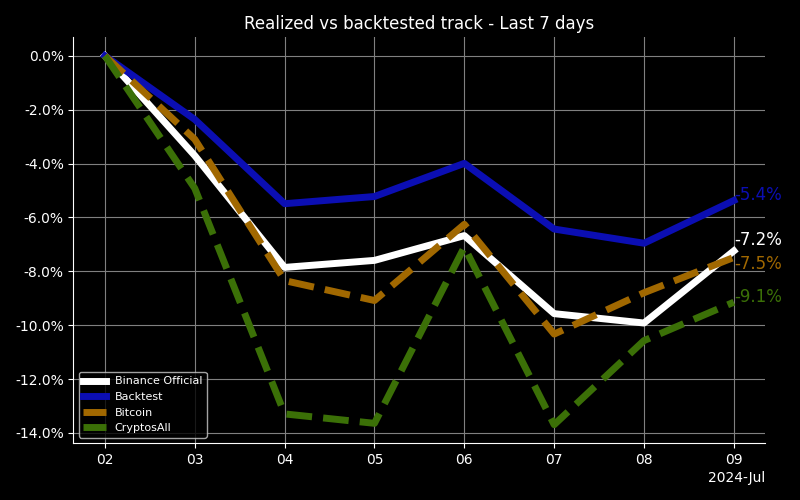 Realized vs backtested track - Last 7 days
0.0%
-2.0%
-4.0%
-6.0%
-8.0%
-10.0%
-12.0%
-14.0%
-5.4%
-7.2%
-7.5%
-9.1%
Binance Official
Backtest
Bitcoin
CryptosAll
02 03 04 05 06 07 08 09
2024-Jul